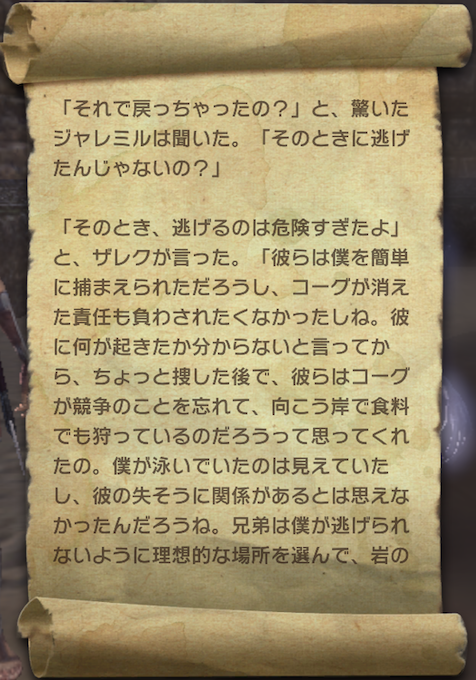 「それで戻っちゃったの？」と、驚いた
ジャレミルは聞いた。「そのときに逃げ
たんじゃないの？」
「そのとき、逃げるのは危険すぎたよ」
と、ザレクが言った。「彼らは僕を簡単
に捕まえられただろうし、コーグが消え
た責任も負わされたくなかったしね。彼
に何が起きたか分からないと言ってか
ら、ちょっと捜した後で、彼らはコーグ
が競争のことを忘れて、向こう岸で食料
でも狩っているのだろうって思ってくれ
たの。僕が泳いでいたのは見えていた
し、彼の失そうに関係があるとは思えな
かったんだろうね。兄弟は僕が逃げられ
ないように理想的な場所を選んで、岩の